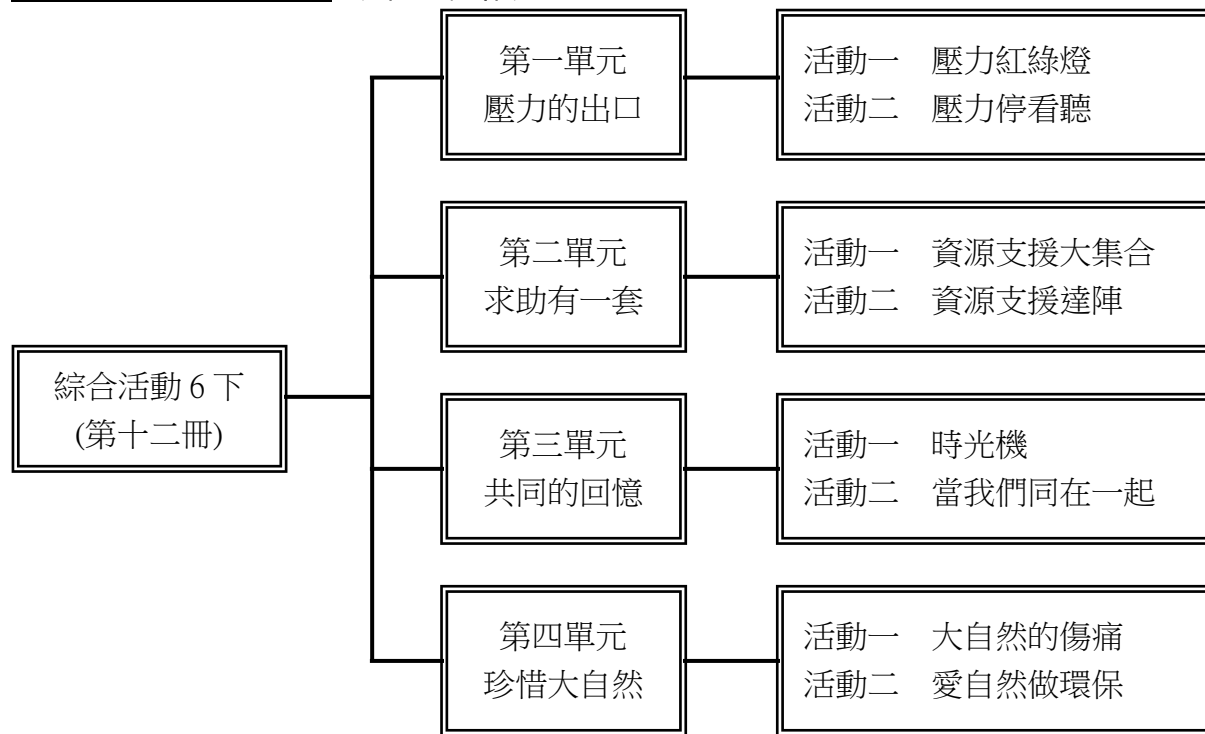 第一單元
壓力的出口
活動一 壓力紅綠燈
活動二 壓力停看聽
第二單元
求助有一套
活動一 資源支援大集合
活動二 資源支援達陣
綜合活動 6 下
(第十二冊)
第三單元
共同的回憶
活動一 時光機
活動二 當我們同在一起
第四單元
珍惜大自然
活動一 大自然的傷痛
活動二 愛自然做環保